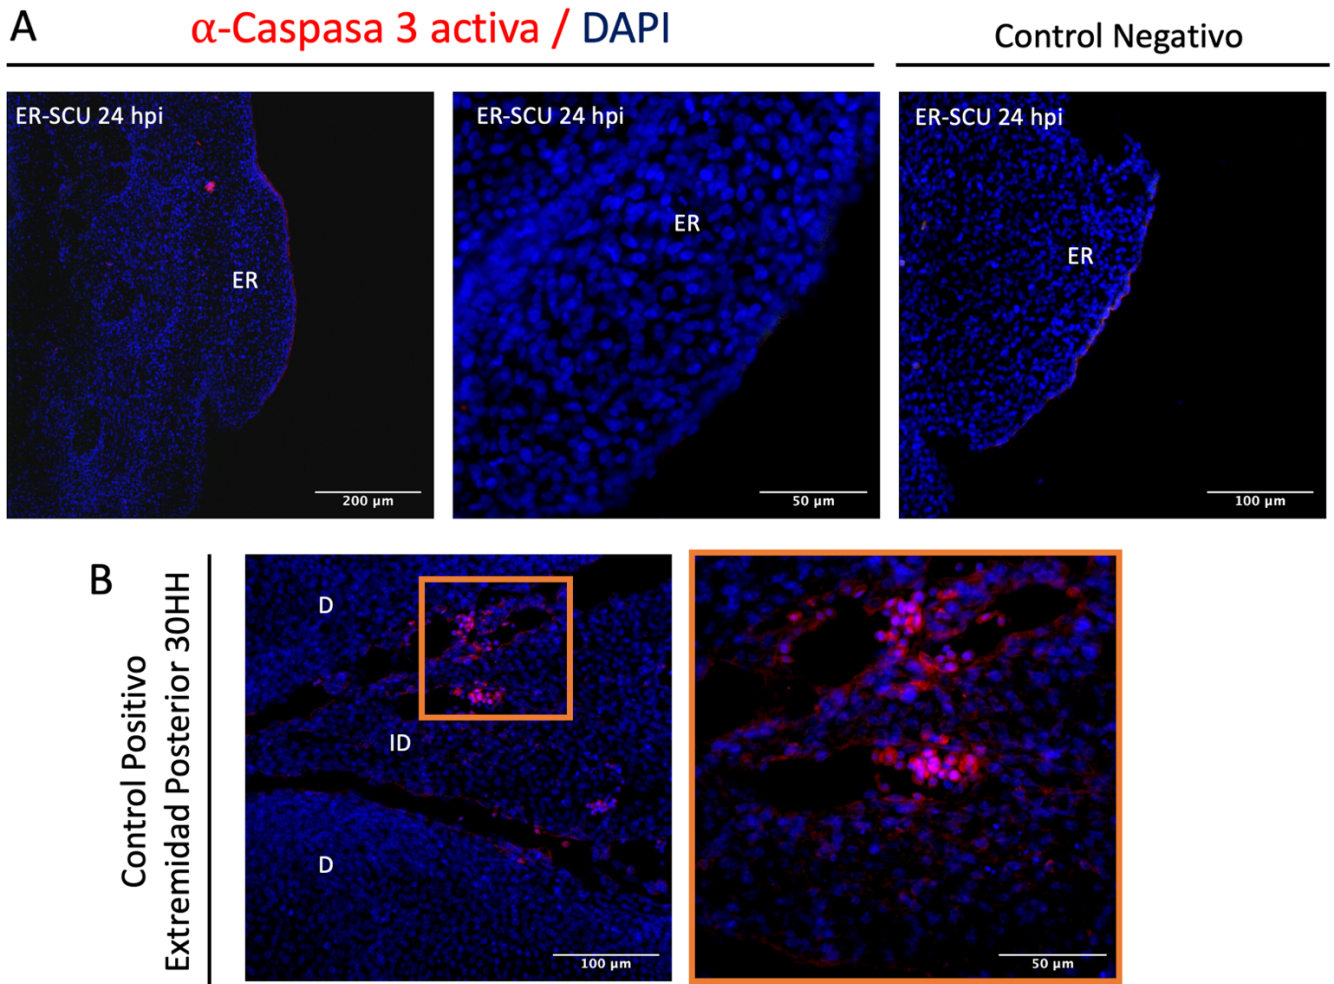 A
α-Caspasa 3 activa / DAPI
Control Negativo
ER-SCU 24 hpi
ER
200 μm
ER-SCU 24 hpi
ER
50 μm
ER-SCU 24 hpi
ER
100 μm
B
Control Positivo
Extremidad Posterior 30HH
D
ID
D
100 μm
50 μm